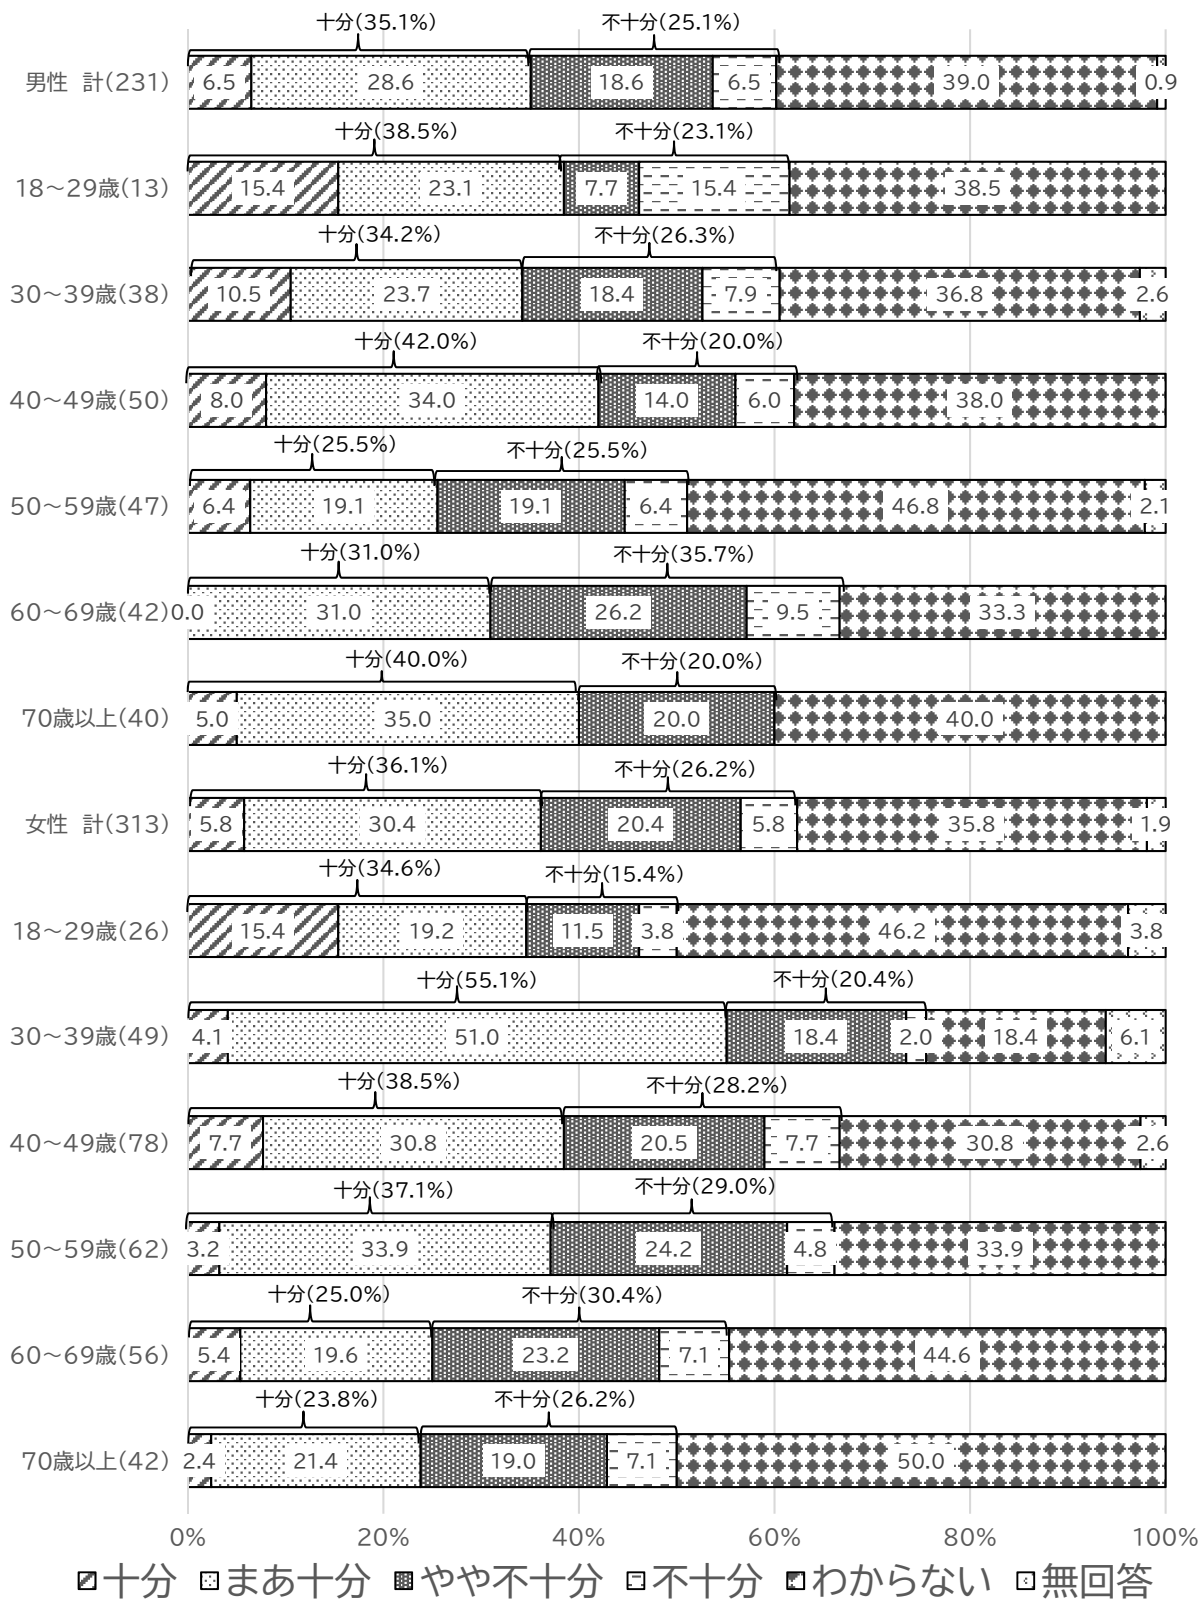 十分(35.1%) 不十分(25.1%)
男性 計(231) 6.5 28.6 18.6 6.5 39.0 0.9
十分(38.5%) 不十分(23.1%)
18～29歳(13) 15.4 23.1 7.7 15.4 38.5
十分(34.2%) 不十分(26.3%)
30～39歳(38) 10.5 23.7 18.4 7.9 36.8 2.6
十分(42.0%) 不十分(20.0%)
40～49歳(50) 8.0 34.0 14.0 6.0 38.0
十分(25.5%) 不十分(25.5%)
50～59歳(47) 6.4 19.1 19.1 6.4 46.8 2.1
十分(31.0%) 不十分(35.7%)
60～69歳(42) 0.0 31.0 26.2 9.5 33.3
十分(40.0%) 不十分(20.0%)
70歳以上(40) 5.0 35.0 20.0 40.0
十分(36.1%) 不十分(26.2%)
女性 計(313) 5.8 30.4 20.4 5.8 35.8 1.9
十分(34.6%) 不十分(15.4%)
18～29歳(26) 15.4 19.2 11.5 3.8 46.2 3.8
十分(55.1%) 不十分(20.4%)
30～39歳(49) 4.1 51.0 18.4 2.0 18.4 6.1
十分(38.5%) 不十分(28.2%)
40～49歳(78) 7.7 30.8 20.5 7.7 30.8 2.6
十分(37.1%) 不十分(29.0%)
50～59歳(62) 3.2 33.9 24.2 4.8 33.9
十分(25.0%) 不十分(30.4%)
60～69歳(56) 5.4 19.6 23.2 7.1 44.6
十分(23.8%) 不十分(26.2%)
70歳以上(42) 2.4 21.4 19.0 7.1 50.0
0% 20% 40% 60% 80% 100%
十分 まあ十分 やや不十分 不十分 わからない 無回答